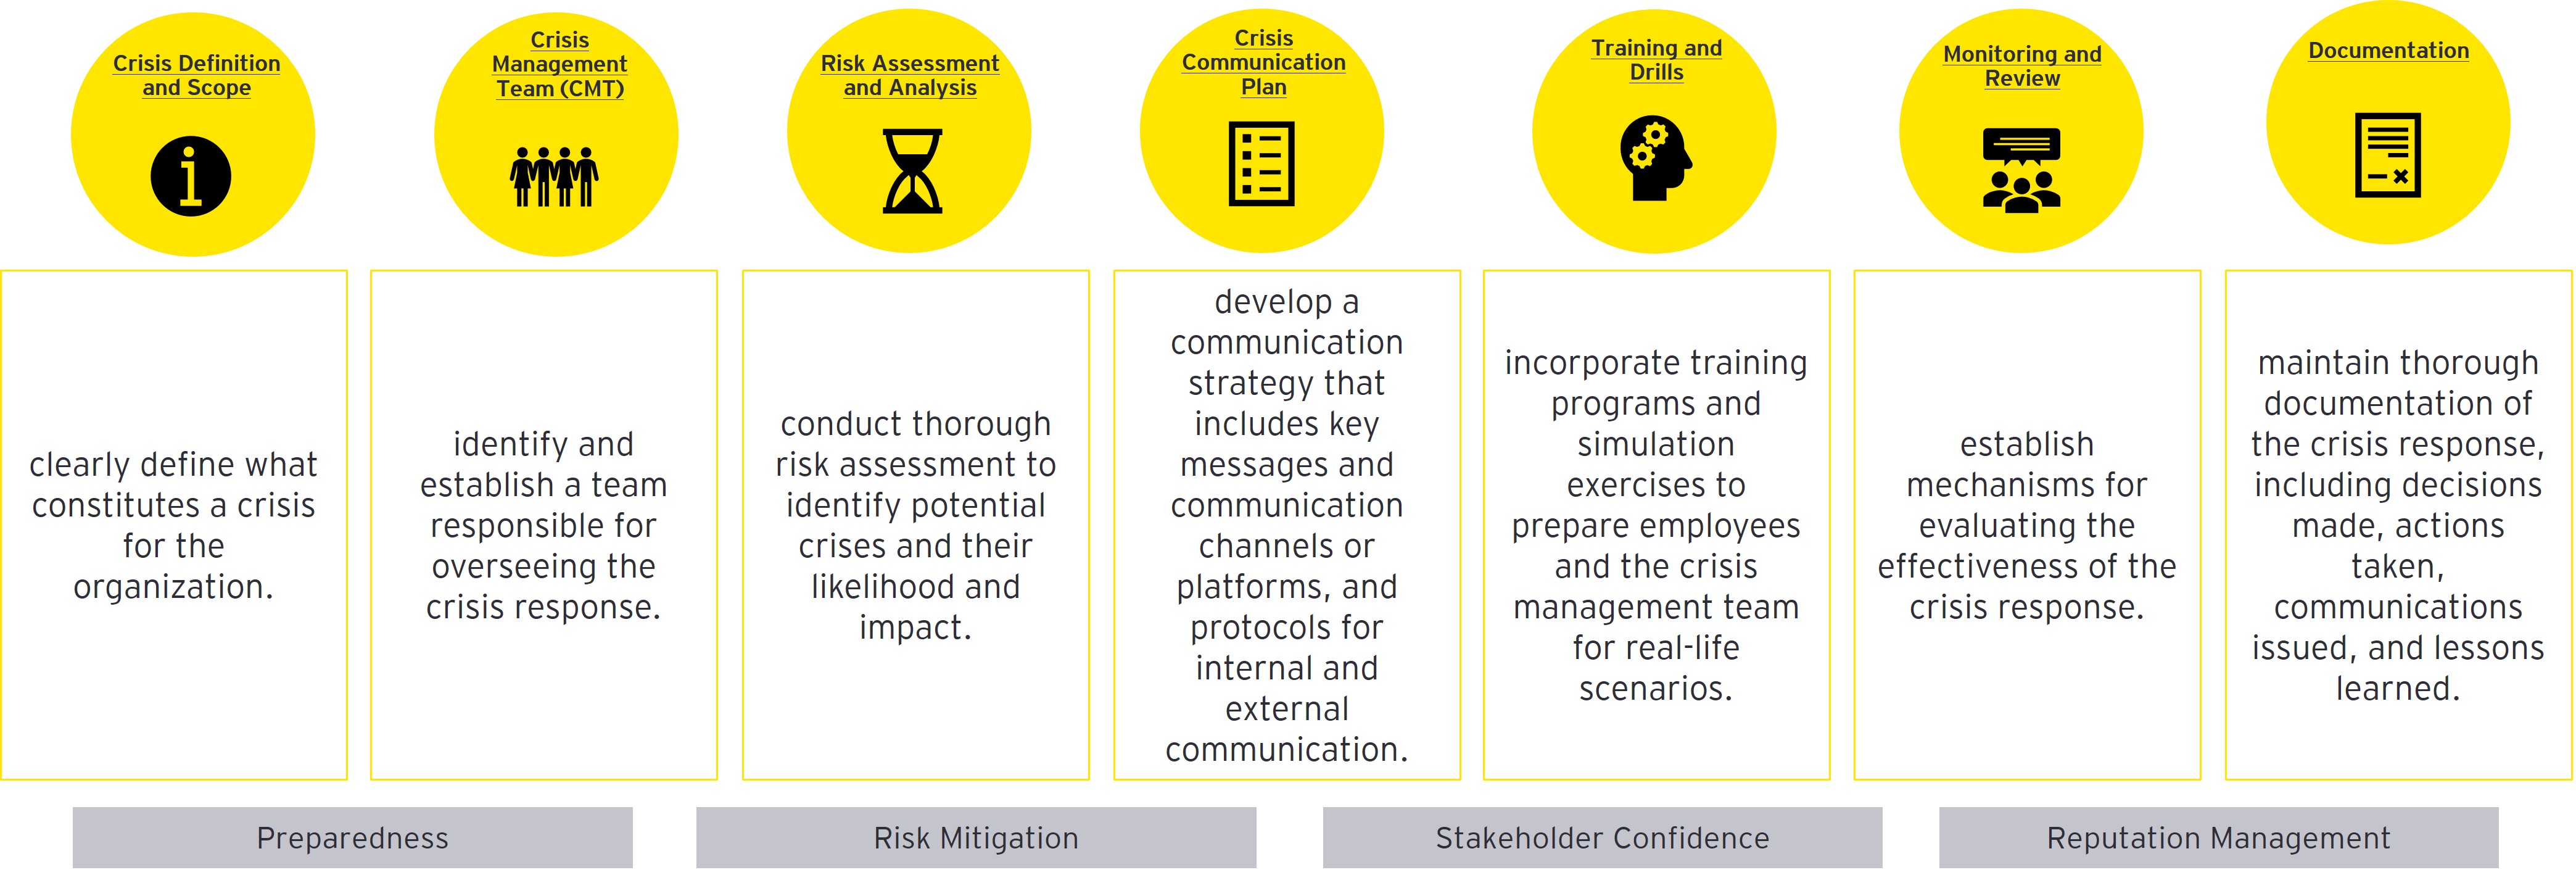 Crisis Definition
and Scope
Crisis
Management
Team (CMT)
Risk Assessment
and Analysis
Crisis
Communication
Plan
Training and
Drills
Monitoring and
Review
Documentation
clearly define what
constitutes a crisis
for the
organization.
identify and
establish a team
responsible for
overseeing the
crisis response.
conduct thorough
risk assessment to
identify potential
crises and their
likelihood and
impact.
develop a
communication
strategy that
includes key
messages and
communication
channels or
platforms, and
protocols for
internal and
external
communication.
incorporate training
programs and
simulation
exercises to
prepare employees
and the crisis
management team
for real-life
scenarios.
establish
mechanisms for
evaluating the
effectiveness of the
crisis response.
maintain thorough
documentation of
the crisis response,
including decisions
made, actions
taken,
communications
issued, and lessons
learned.
Preparedness
Risk Mitigation
Stakeholder Confidence
Reputation Management